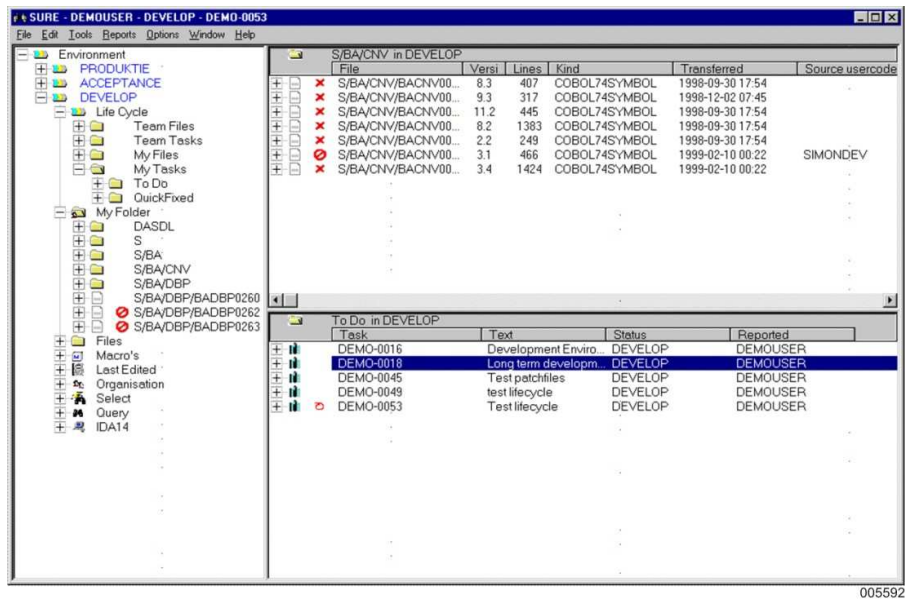 SURE - DEMOUSER - DEVELOP - DEMO-0053
File Edit Tools Reports Options Window Help
Environment
PRODUKTIE
ACCEPTANCE
DEVELOP
Life Cycle
Team Files
Team Tasks
My Files
My Tasks
To Do
QuickFixed
My Folder
DASDL
S
S/BA
S/BA/CNV
S/BA/DBP
S/BA/DBP/BADBP0260
S/BA/DBP/BADBP0262
S/BA/DBP/BADBP0263
Files
Macro's
Last Edited
Organisation
Select
Query
IDA14
S/BA/CNV in DEVELOP
File Versi Lines Kind Transferred Source usercode
S/BA/CNV/BACNV00... 8.3 407 COBOL74SYMBOL 1998-09-30 17:54
S/BA/CNV/BACNV00... 9.3 317 COBOL74SYMBOL 1998-12-02 07:45
S/BA/CNV/BACNV00... 11.2 445 COBOL74SYMBOL 1998-09-30 17:54
S/BA/CNV/BACNV00... 8.2 1383 COBOL74SYMBOL 1998-09-30 17:54
S/BA/CNV/BACNV00... 2.2 249 COBOL74SYMBOL 1998-09-30 17:54
S/BA/CNV/BACNV00... 3.1 466 COBOL74SYMBOL 1999-02-10 00:22 SIMONDEV
S/BA/CNV/BACNV00... 3.4 1424 COBOL74SYMBOL 1999-02-10 00:22
To Do in DEVELOP
Task Text Status Reported
DEMO-0016 Development Enviro... DEVELOP DEMOUSER
DEMO-0018 Long term developm... DEVELOP DEMOUSER
DEMO-0045 Test patchfiles DEVELOP DEMOUSER
DEMO-0049 test lifecycle DEVELOP DEMOUSER
DEMO-0053 Test lifecycle DEVELOP DEMOUSER
005592